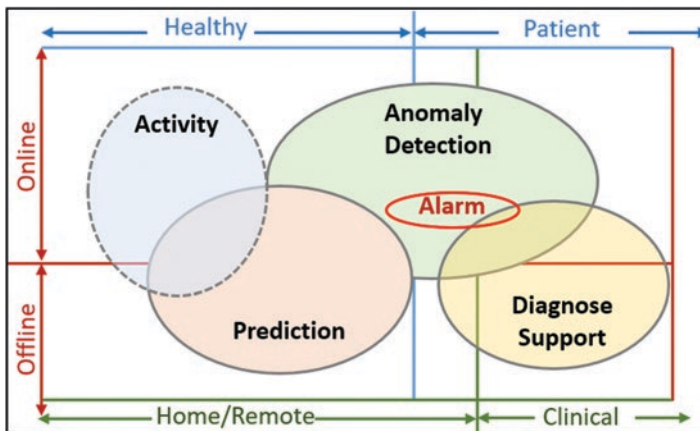 Healthy
Patient
Online
Activity
Anomaly
Detection
Alarm
Offline
Prediction
Diagnose
Support
Home/Remote
Clinical